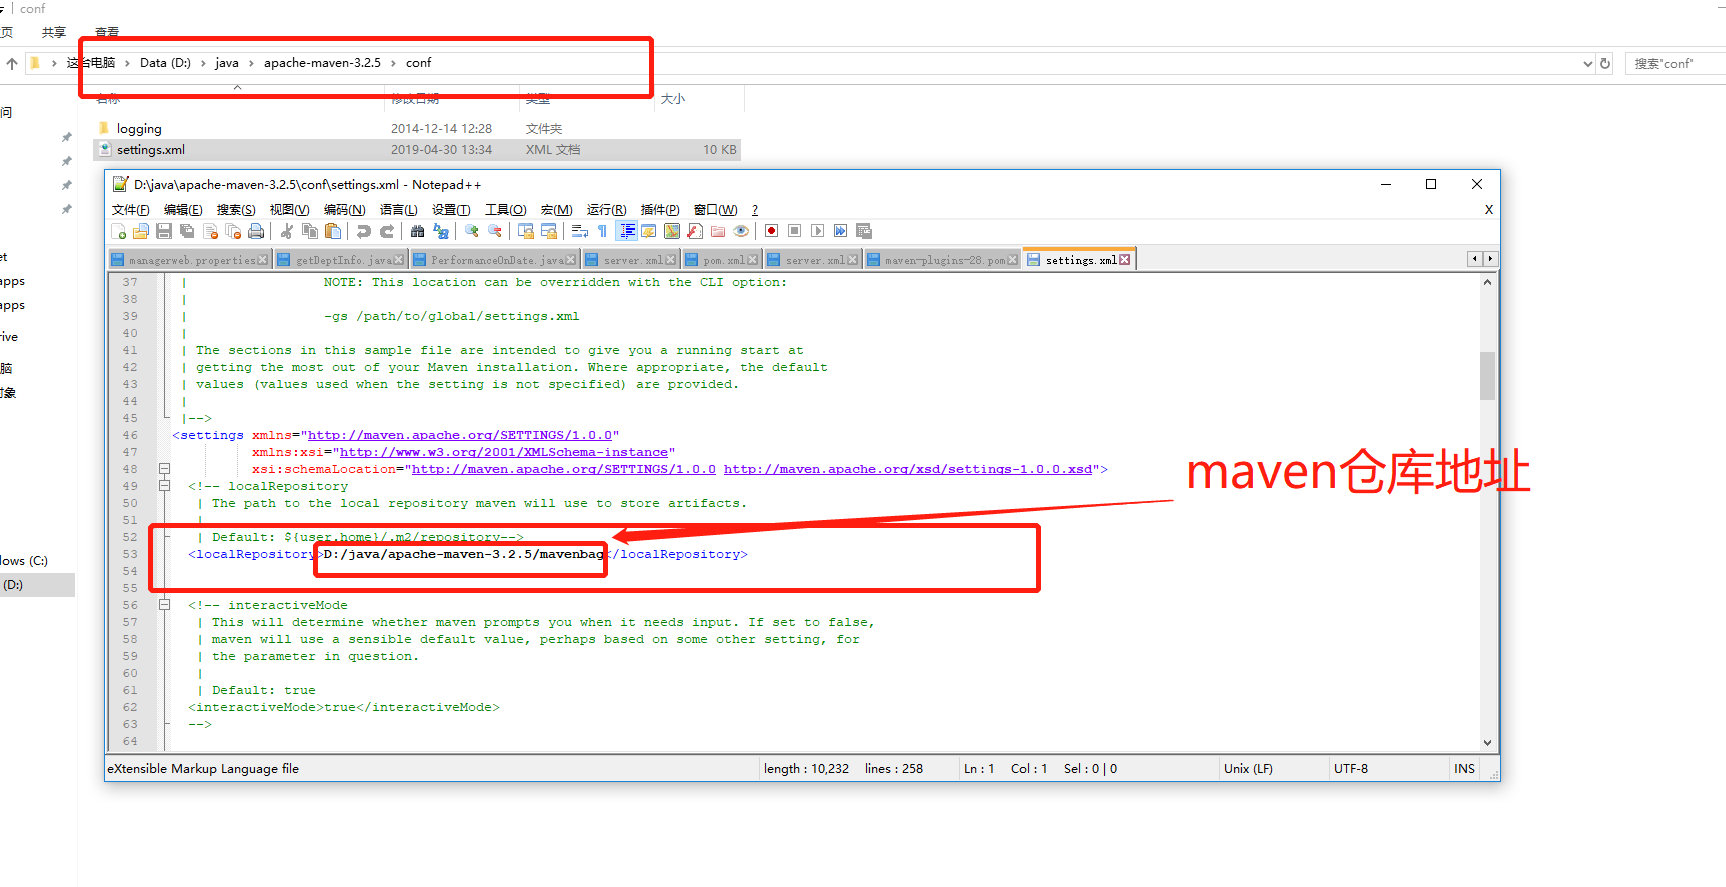 conf
页 共享 查看
这台电脑 › Data (D:) › java › apache-maven-3.2.5 › conf
搜索"conf"
名称 修改日期 类型 大小
问
logging 2014-12-14 12:28 文件夹
settings.xml 2019-04-30 13:34 XML 文档 10 KB
et
apps
apps
rive
脑
对象
lows (C:)
(D:)
D:\java\apache-maven-3.2.5\conf\settings.xml - Notepad++
文件(F) 编辑(E) 搜索(S) 视图(V) 编码(N) 语言(L) 设置(T) 工具(O) 宏(M) 运行(R) 插件(P) 窗口(W) ? X
managerweb.properties getDeptInfo.java PerformanceOnDate.java server.xml pom.xml server.xml maven-plugins-28.pom settings.xml
37 | NOTE: This location can be overridden with the CLI option:
38 |
39 | -gs /path/to/global/settings.xml
40 |
41 | The sections in this sample file are intended to give you a running start at
42 | getting the most out of your Maven installation. Where appropriate, the default
43 | values (values used when the setting is not specified) are provided.
44 |
45 |-->
46 <settings xmlns="http://maven.apache.org/SETTINGS/1.0.0"
47 xmlns:xsi="http://www.w3.org/2001/XMLSchema-instance"
48 xsi:schemaLocation="http://maven.apache.org/SETTINGS/1.0.0 http://maven.apache.org/xsd/settings-1.0.0.xsd">
49 <!-- localRepository
50 | The path to the local repository maven will use to store artifacts.
51 |
52 | Default: ${user.home}/.m2/repository-->
53 <localRepository>D:/java/apache-maven-3.2.5/mavenbag</localRepository>
54
55
56 <!-- interactiveMode
57 | This will determine whether maven prompts you when it needs input. If set to false,
58 | maven will use a sensible default value, perhaps based on some other setting, for
59 | the parameter in question.
60 |
61 | Default: true
62 <interactiveMode>true</interactiveMode>
63 -->
64
maven仓库地址
eXtensible Markup Language file length : 10,232 lines : 258 Ln : 1 Col : 1 Sel : 0 | 0 Unix (LF) UTF-8 INS